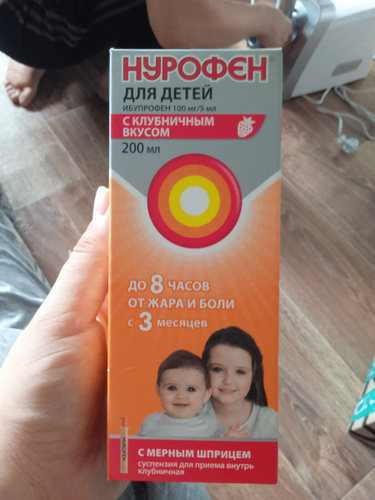 НУРОФЕН
ДЛЯ ДЕТЕЙ
ИБУПРОФЕН 100 мг/5 мл
С КЛУБНИЧНЫМ
ВКУСОМ
200 мл
ДО 8 ЧАСОВ
ОТ ЖАРА И БОЛИ
с 3 месяцев
С МЕРНЫМ ШПРИЦЕМ
суспензия для приема внутрь
клубничная